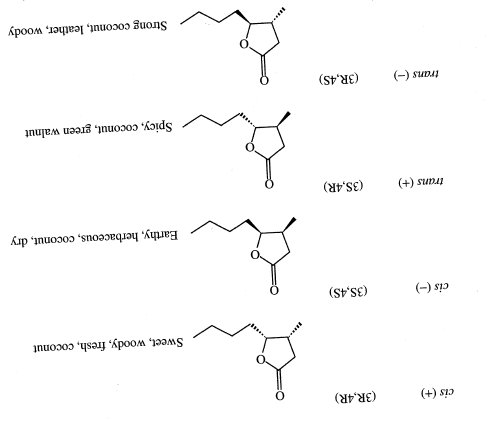 cis (+) (3R,4R) O
O
Sweet, woody, fresh, coconut
cis (−) (3S,4S) O
O
Earthy, herbaceous, coconut, dry
trans (+) (3S,4R) O
O
Spicy, coconut, green walnut
trans (−) (3R,4S) O
O
Strong coconut, leather, woody